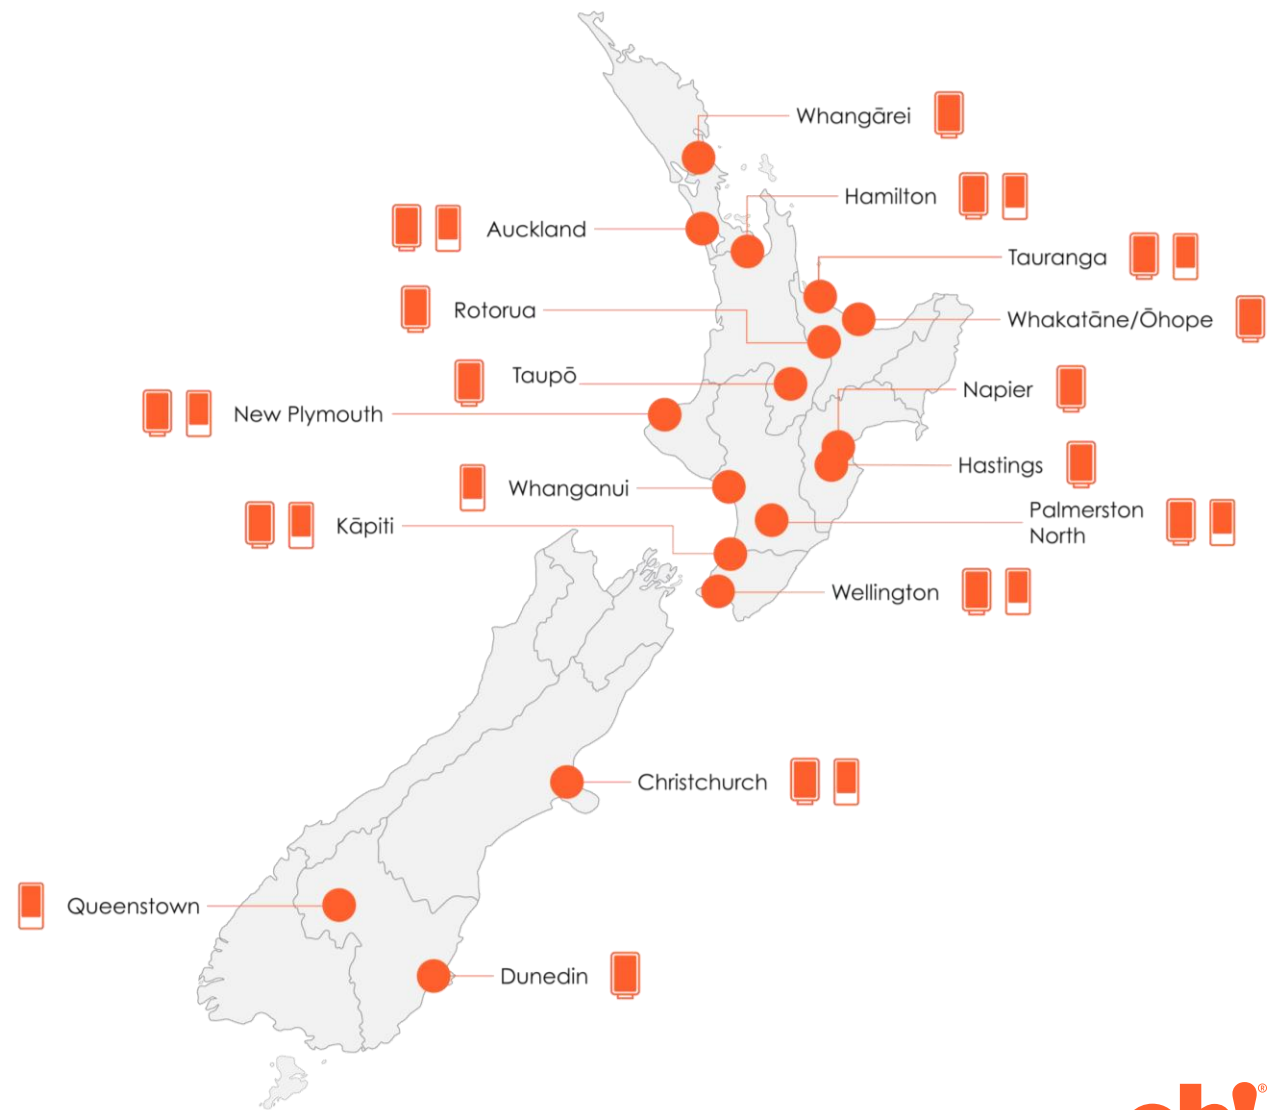 Whangārei
Hamilton
Auckland
Tauranga
Rotorua
Whakatāne/Ōhope
Taupō
Napier
New Plymouth
Hastings
Whanganui
Palmerston
North
Kāpiti
Wellington
Christchurch
Queenstown
Dunedin
oh!®